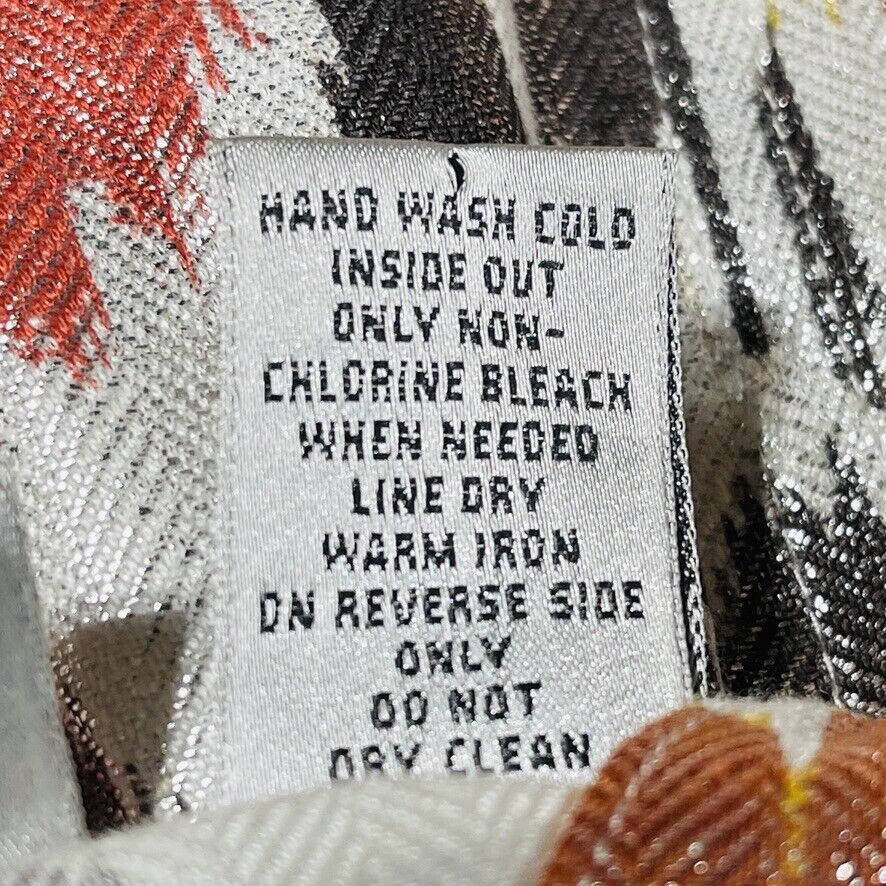 HAND WASH COLD
INSIDE OUT
ONLY NON-
CHLORINE BLEACH
WHEN NEEDED
LINE DRY
WARM IRON
ON REVERSE SIDE
ONLY
DO NOT
DRY CLEAN